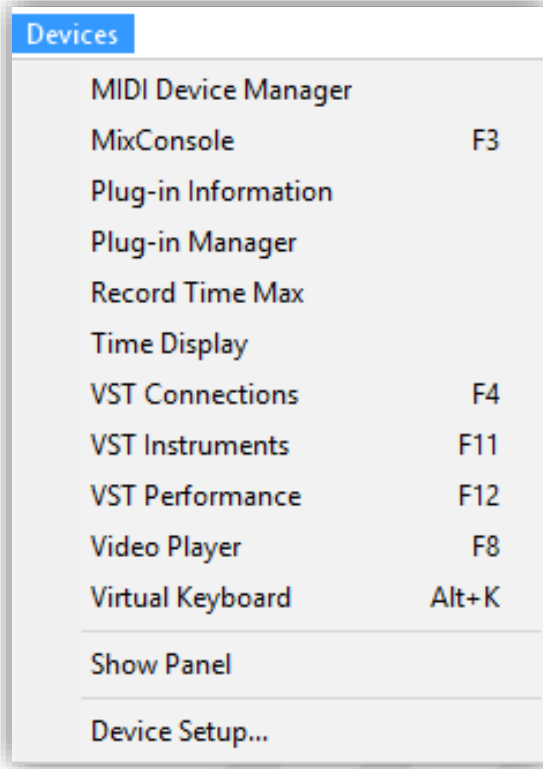 Devices
MIDI Device Manager
MixConsole F3
Plug-in Information
Plug-in Manager
Record Time Max
Time Display
VST Connections F4
VST Instruments F11
VST Performance F12
Video Player F8
Virtual Keyboard Alt+K
Show Panel
Device Setup...